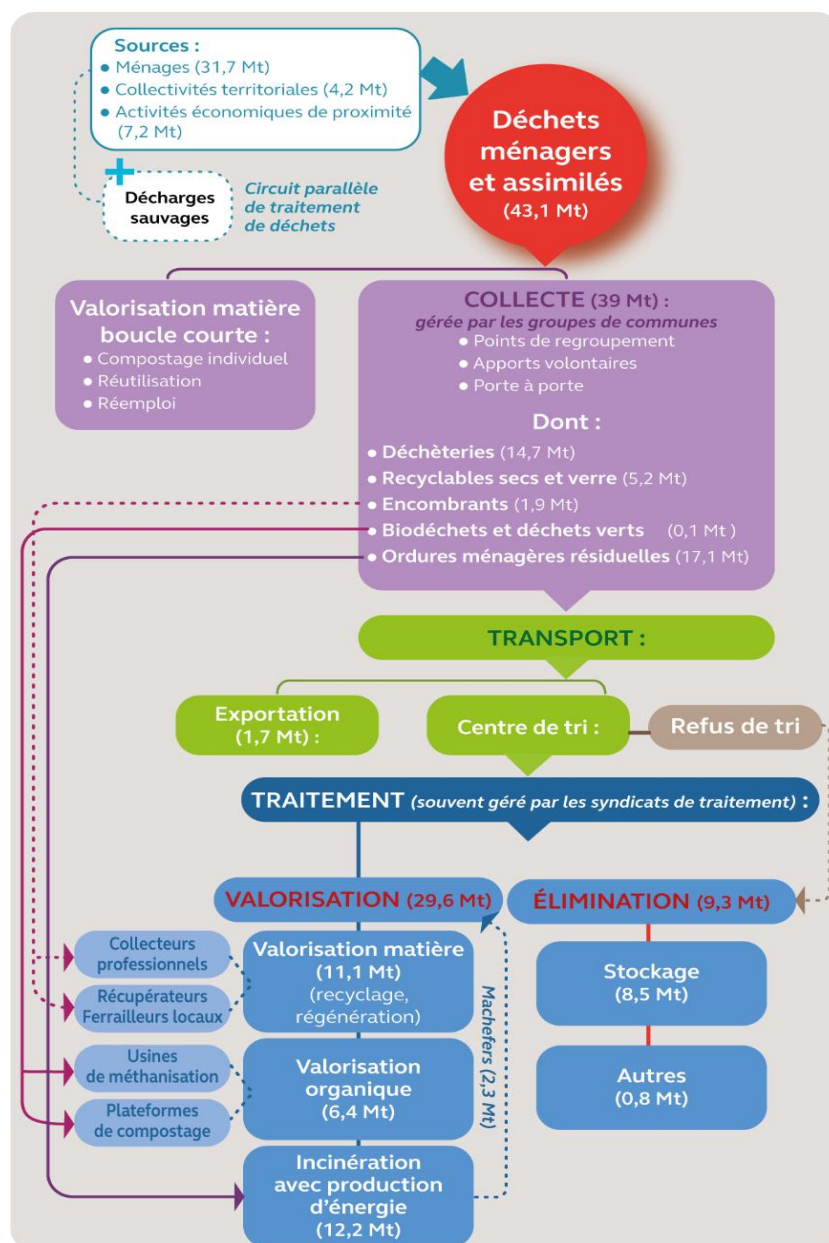 Sources :
• Ménages (31,7 Mt)
• Collectivités territoriales (4,2 Mt)
• Activités économiques de proximité
(7,2 Mt)
Déchets
ménagers
et assimilés
(43,1 Mt)
+
Décharges
sauvages
Circuit parallèle
de traitement
de déchets
Valorisation matière
boucle courte :
• Compostage individuel
• Réutilisation
• Réemploi
COLLECTE (39 Mt) :
gérée par les groupes de communes
• Points de regroupement
• Apports volontaires
• Porte à porte
Dont :
• Déchèteries (14,7 Mt)
• Recyclables secs et verre (5,2 Mt)
• Encombrants (1,9 Mt)
• Biodéchets et déchets verts (0,1 Mt )
• Ordures ménagères résiduelles (17,1 Mt)
TRANSPORT :
Exportation
(1,7 Mt) :
Centre de tri :
Refus de tri
TRAITEMENT (souvent géré par les syndicats de traitement) :
VALORISATION (29,6 Mt)
ÉLIMINATION (9,3 Mt)
Collecteurs
professionnels
Récupérateurs
Ferrailleurs locaux
Valorisation matière
(11,1 Mt)
(recyclage,
régénération)
Usines
de méthanisation
Plateformes
de compostage
Valorisation
organique
(6,4 Mt)
Incinération
avec production
d'énergie
(12,2 Mt)
Machefers (2,3 Mt)
Stockage
(8,5 Mt)
Autres
(0,8 Mt)